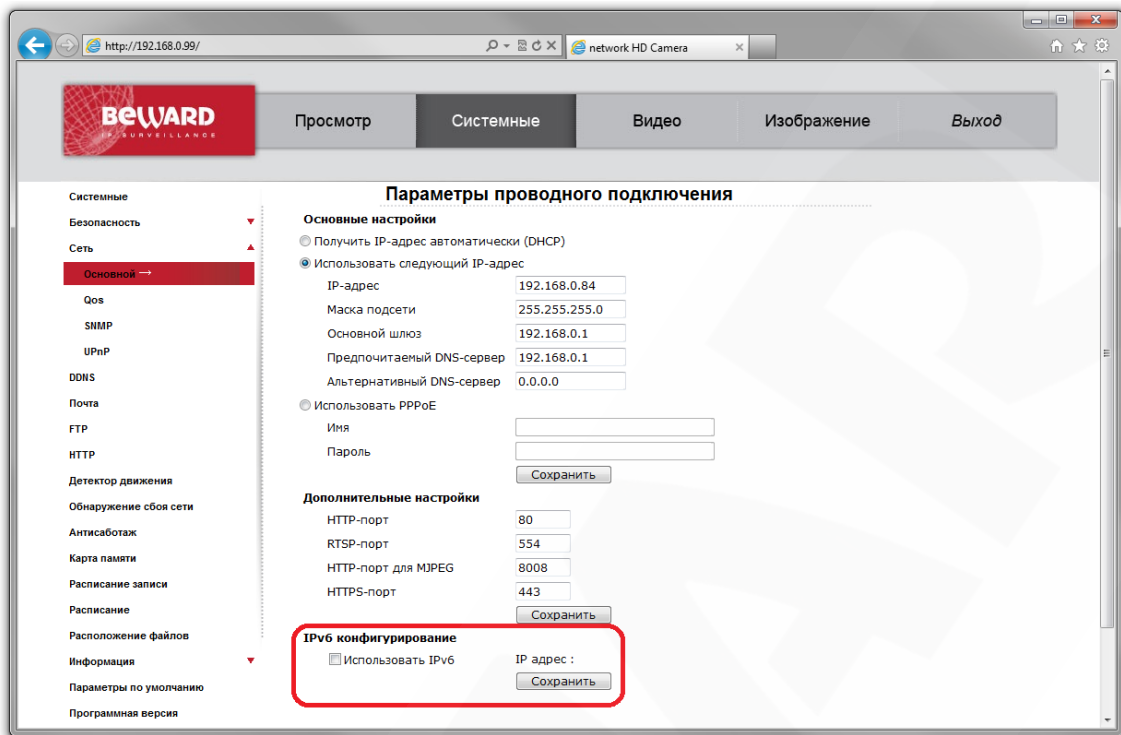 http://192.168.0.99/
network HD Camera
BEWARD
IP SURVEILLANCE
Просмотр
Системные
Видео
Изображение
Выход
Системные
Безопасность
Сеть
Основной →
Qos
SNMP
UPnP
DDNS
Почта
FTP
HTTP
Детектор движения
Обнаружение сбоя сети
Антисаботаж
Карта памяти
Расписание записи
Расписание
Расположение файлов
Информация
Параметры по умолчанию
Программная версия
Параметры проводного подключения
Основные настройки
Получить IP-адрес автоматически (DHCP)
Использовать следующий IP-адрес
IP-адрес 192.168.0.84
Маска подсети 255.255.255.0
Основной шлюз 192.168.0.1
Предпочитаемый DNS-сервер 192.168.0.1
Альтернативный DNS-сервер 0.0.0.0
Использовать PPPoE
Имя
Пароль
Сохранить
Дополнительные настройки
HTTP-порт 80
RTSP-порт 554
HTTP-порт для MJPEG 8008
HTTPS-порт 443
Сохранить
IPv6 конфигурирование
Использовать IPv6 IP адрес :
Сохранить